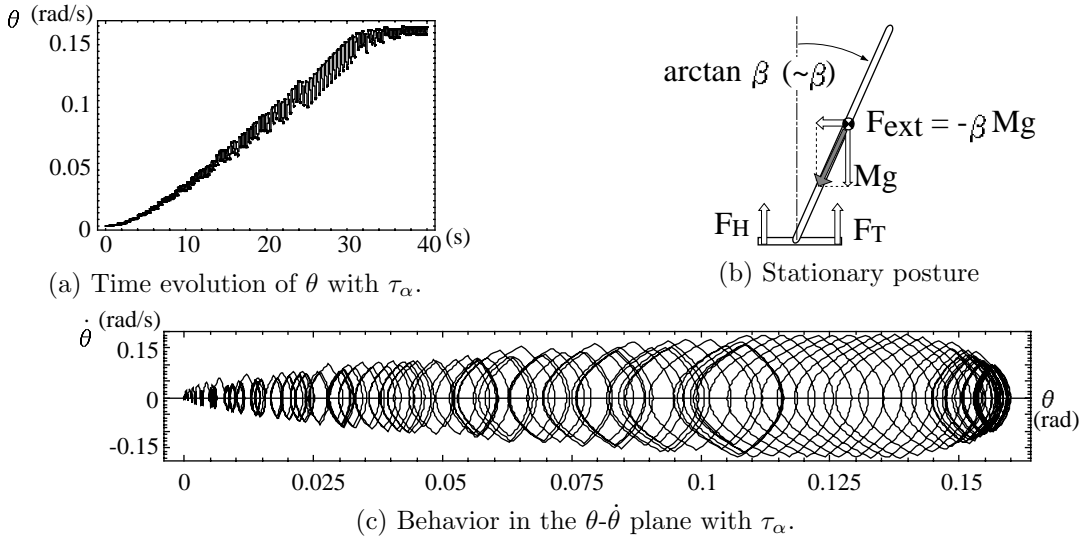 θ (rad/s)
0.15
0.1
0.05
0
0 10 20 30 40 (s)
(a) Time evolution of θ with τα.
arctan β (~β)
Fext = -β Mg
Mg
FH
FT
(b) Stationary posture
θ̇ (rad/s)
0.15
0
-0.15
θ
(rad)
0 0.025 0.05 0.075 0.1 0.125 0.15
(c) Behavior in the θ-θ̇ plane with τα.